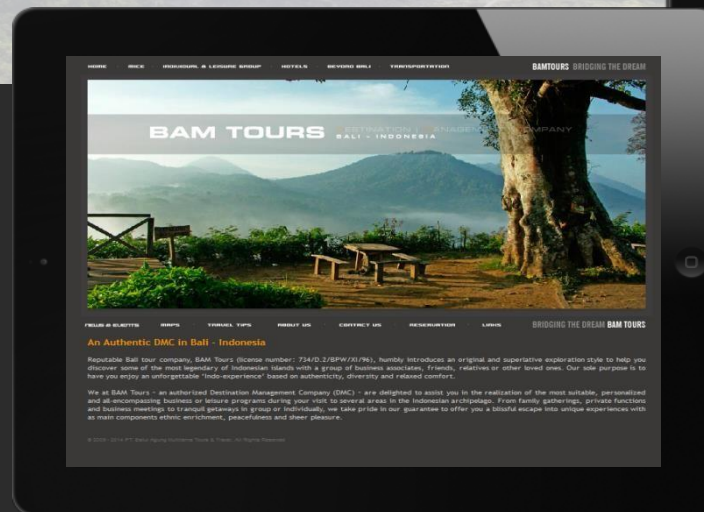 HOME MICE INDIVIDUAL & LEISURE GROUP HOTELS BEYOND BALI TRANSPORTATION BAMTOURS BRIDGING THE DREAM
BAM TOURS DESTINATION MANAGEMENT COMPANY
BALI - INDONESIA
NEWS & EVENTS MAPS TRAVEL TIPS ABOUT US CONTACT US RESERVATION LINKS BRIDGING THE DREAM BAM TOURS
An Authentic DMC in Bali - Indonesia
Reputable Bali tour company, BAM Tours (license number: 734/D.2/BPW/XI/96), humbly introduces an original and superlative exploration style to help you
discover some of the most legendary of Indonesian islands with a group of business associates, friends, relatives or other loved ones. Our sole purpose is to
have you enjoy an unforgettable "Indo-experience" based on authenticity, diversity and relaxed comfort.
We at BAM Tours - an authorized Destination Management Company (DMC) - are delighted to assist you in the realization of the most suitable, personalized
and all-encompassing business or leisure programs during your visit to several areas in the Indonesian archipelago. From family gatherings, private functions
and business meetings to tranquil getaways in group or individually, we take pride in our guarantee to offer you a blissful escape into unique experiences with
as main components ethnic enrichment, peacefulness and sheer pleasure.
Tours & Travel. All Rights Reserved